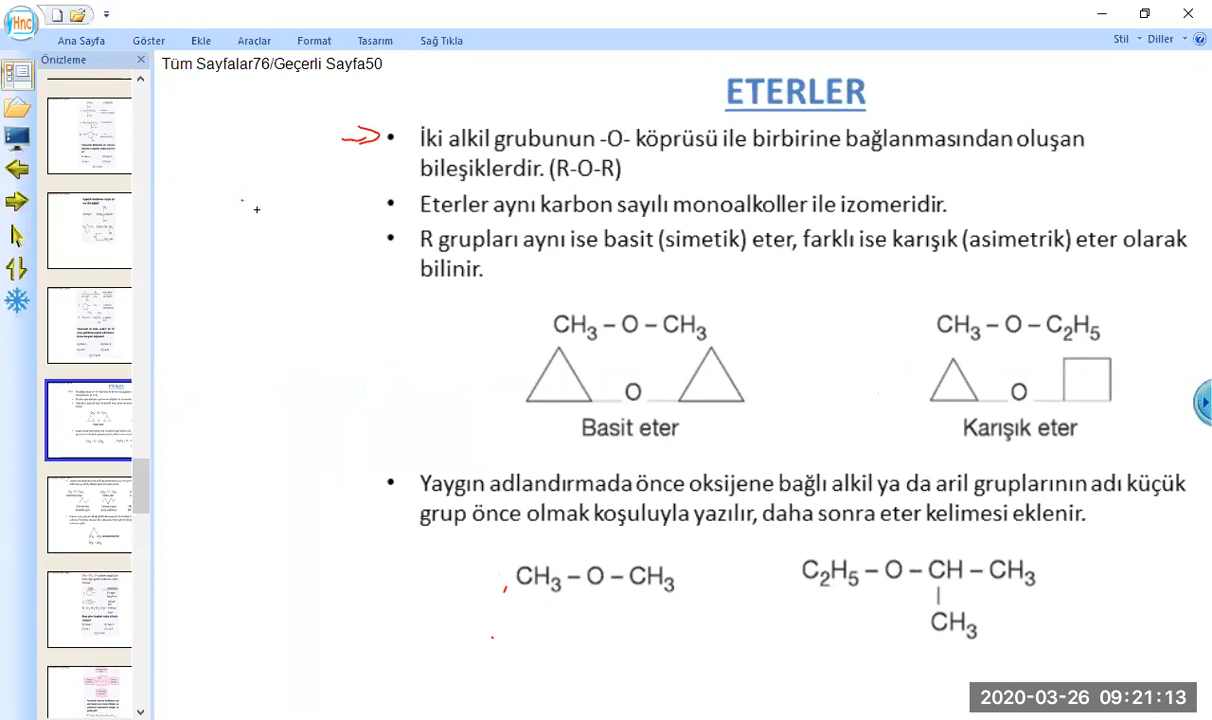 Hnc
Ana Sayfa Göster Ekle Araçlar Format Tasarım Sağ Tıkla Stil Diller
Önizleme
Tüm Sayfalar76/Geçerli Sayfa50
ETERLER
• İki alkil grubunun -O- köprüsü ile birbirine bağlanmasından oluşan
bileşiklerdir. (R-O-R)
• Eterler aynı karbon sayılı monoalkoller ile izomeridir.
• R grupları aynı ise basit (simetik) eter, farklı ise karışık (asimetrik) eter olarak
bilinir.
CH₃ – O – CH₃ CH₃ – O – C₂H₅
O O
Basit eter Karışık eter
• Yaygın adlandırmada önce oksijene bağlı alkil ya da aril gruplarının adı küçük
grup önce olmak koşuluyla yazılır, daha sonra eter kelimesi eklenir.
CH₃ – O – CH₃ C₂H₅ – O – CH – CH₃
|
CH₃
2020-03-26 09:21:13